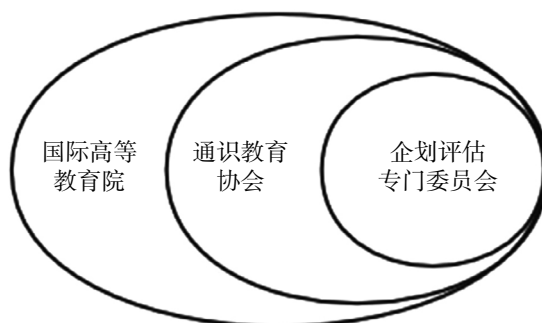 国际高等
教育院
通识教育
协会
企划评估
专门委员会